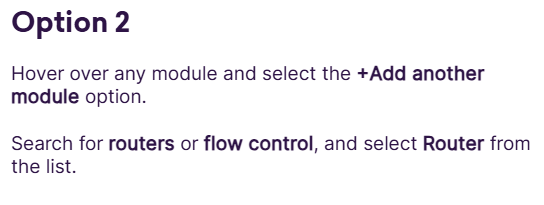 Option 2
Hover over any module and select the +Add another
module option.
Search for routers or flow control, and select Router from
the list.